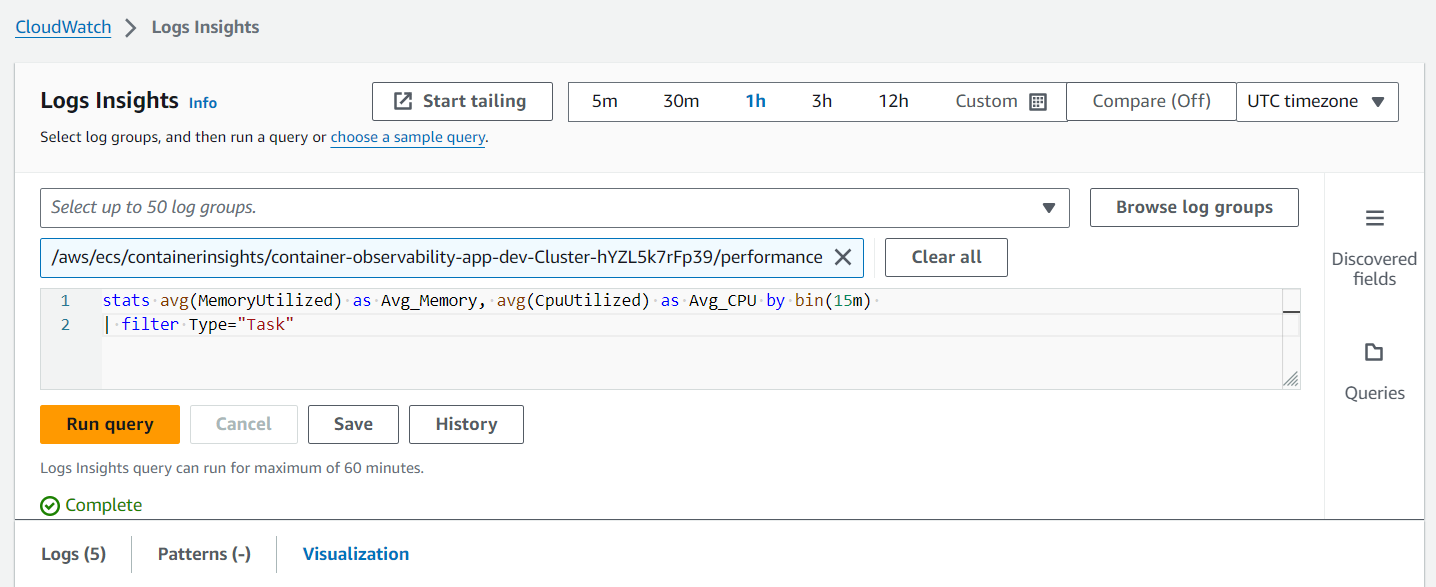 CloudWatch > Logs Insights
Logs Insights Info
Start tailing
5m 30m 1h 3h 12h Custom
Compare (Off)
UTC timezone
Select log groups, and then run a query or choose a sample query.
Select up to 50 log groups.
Browse log groups
/aws/ecs/containerinsights/container-observability-app-dev-Cluster-hYZL5k7rFp39/performance
Clear all
1 stats avg(MemoryUtilized) as Avg_Memory, avg(CpuUtilized) as Avg_CPU by bin(15m)
2 | filter Type="Task"
Discovered
fields
Queries
Run query Cancel Save History
Logs Insights query can run for maximum of 60 minutes.
Complete
Logs (5) Patterns (-) Visualization